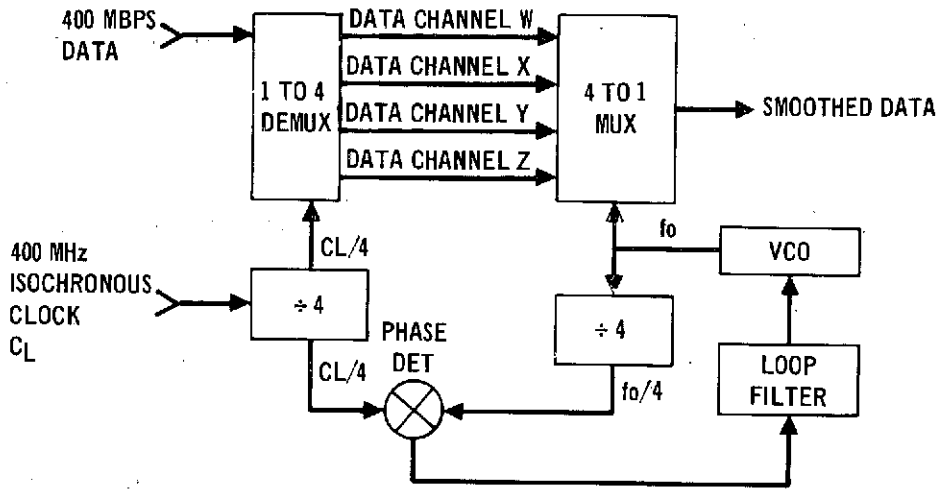 400 MBPS
DATA
1 TO 4
DEMUX
DATA CHANNEL W
DATA CHANNEL X
DATA CHANNEL Y
DATA CHANNEL Z
4 TO 1
MUX
SMOOTHED DATA
400 MHz
ISOCHRONOUS
CLOCK
CL
CL/4
÷ 4
CL/4
PHASE
DET
fo
÷ 4
fo/4
VCO
LOOP
FILTER